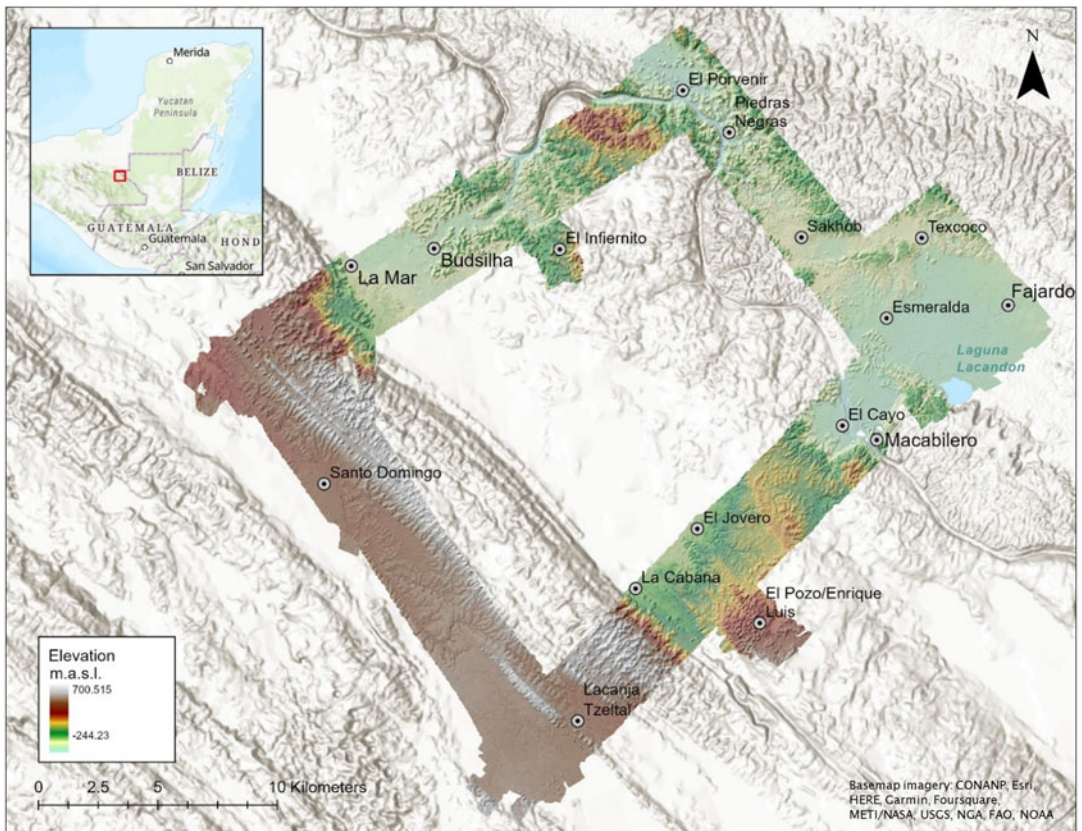 Merida
Yucatan
Peninsula
BELIZE
GUATEMALA
Guatemala
HOND
San Salvador
N
El Porvenir
Piedras
Negras
Sakhob
Texcoco
El Infiernito
Budsilha
La Mar
Fajardo
Esmeralda
Laguna
Lacandon
El Cayo
Macabilero
Santo Domingo
El Jovero
La Cabana
El Pozo/Enrique
Luis
Lacanja
Tzeltal
Elevation
m.a.s.l.
700.515
-244.23
0 2.5 5 10 Kilometers
Basemap imagery: CONANP, Esri,
HERE, Garmin, Foursquare,
METI/NASA, USGS, NGA, FAO, NOAA